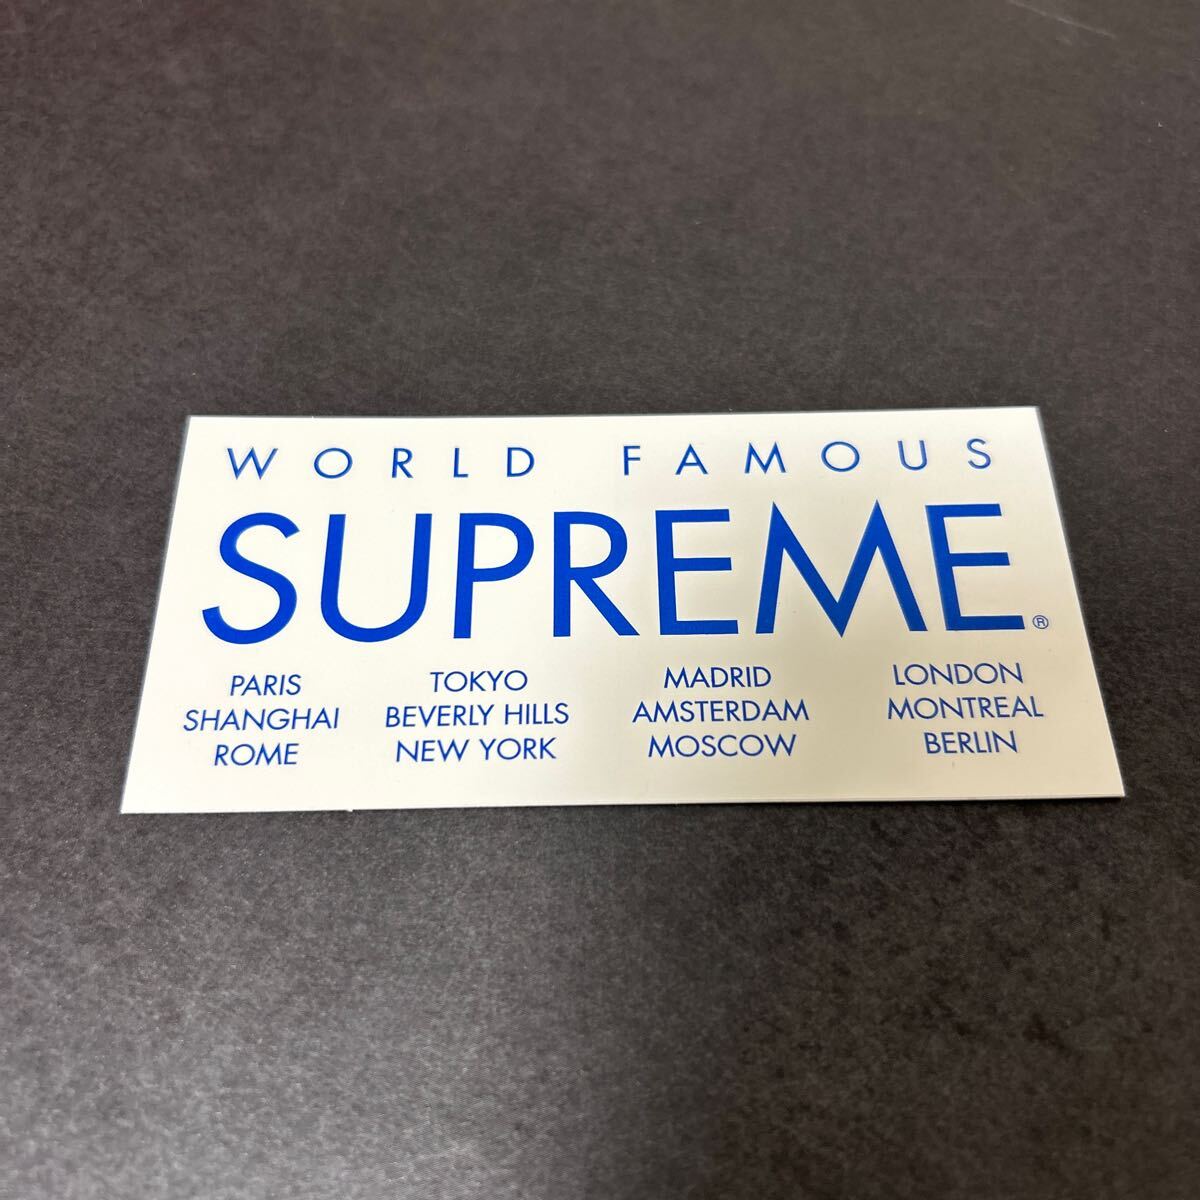 WORLD FAMOUS
SUPREME®
PARIS TOKYO MADRID LONDON
SHANGHAI BEVERLY HILLS AMSTERDAM MONTREAL
ROME NEW YORK MOSCOW BERLIN